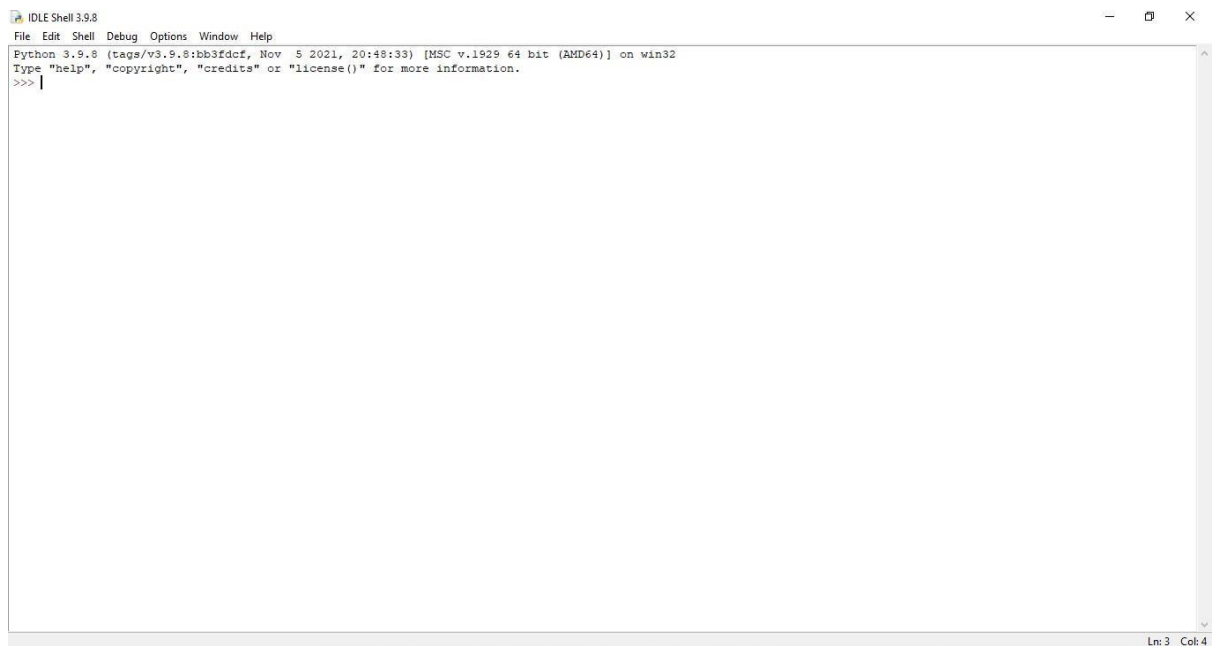 IDLE Shell 3.9.8
File Edit Shell Debug Options Window Help
Python 3.9.8 (tags/v3.9.8:bb3fdcf, Nov  5 2021, 20:48:33) [MSC v.1929 64 bit (AMD64)] on win32
Type "help", "copyright", "credits" or "license()" for more information.
>>>
Ln: 3 Col: 4